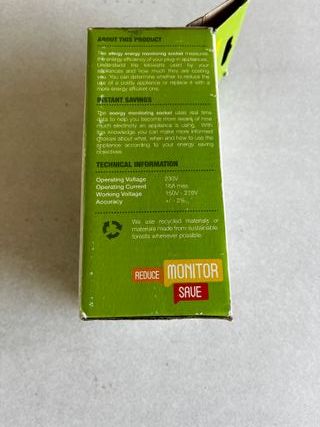 ABOUT THIS PRODUCT
The energy monitoring socket measures
the energy efficiency of your plug-in appliances.
Understand the kilowatts used by your
appliances and how much they are costing
you. You can determine whether to reduce the
use of a costly appliance or replace it with a
more energy efficient one.
INSTANT SAVINGS
The energy monitoring socket uses real time
data to help you become more aware of how
much electricity an appliance is using. With
this knowledge you can make more informed
choices about what, when and how to use the
appliance according to your energy saving
objectives.
TECHNICAL INFORMATION
Operating Voltage 230V
Operating Current 16A max
Working Voltage
Accuracy +/- 2%
We use recycled materials or
materials made from sustainable
forests whenever possible.
REDUCE MONITOR
SAVE